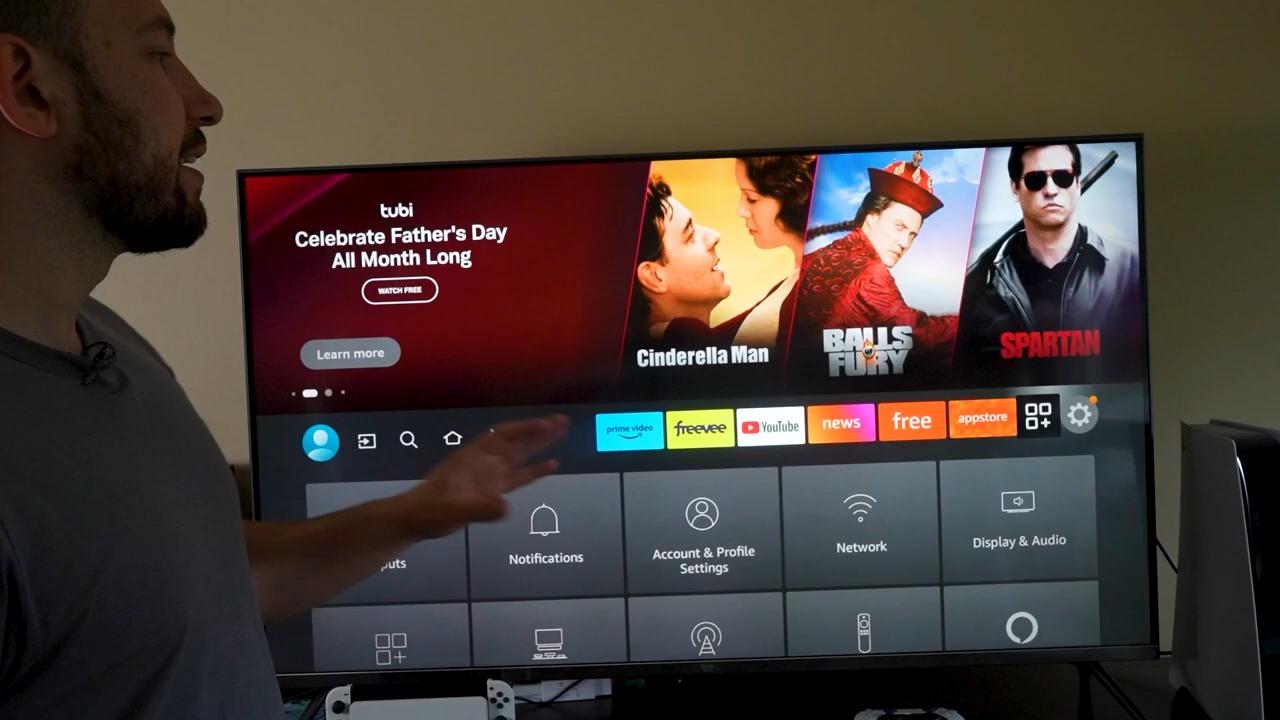 tubi
Celebrate Father's Day
All Month Long
WATCH FREE
Learn more
Cinderella Man
BALLS
FURY
SPARTAN
prime video
freevee
YouTube
news
free
appstore
puts
Notifications
Account & Profile
Settings
Network
Display & Audio